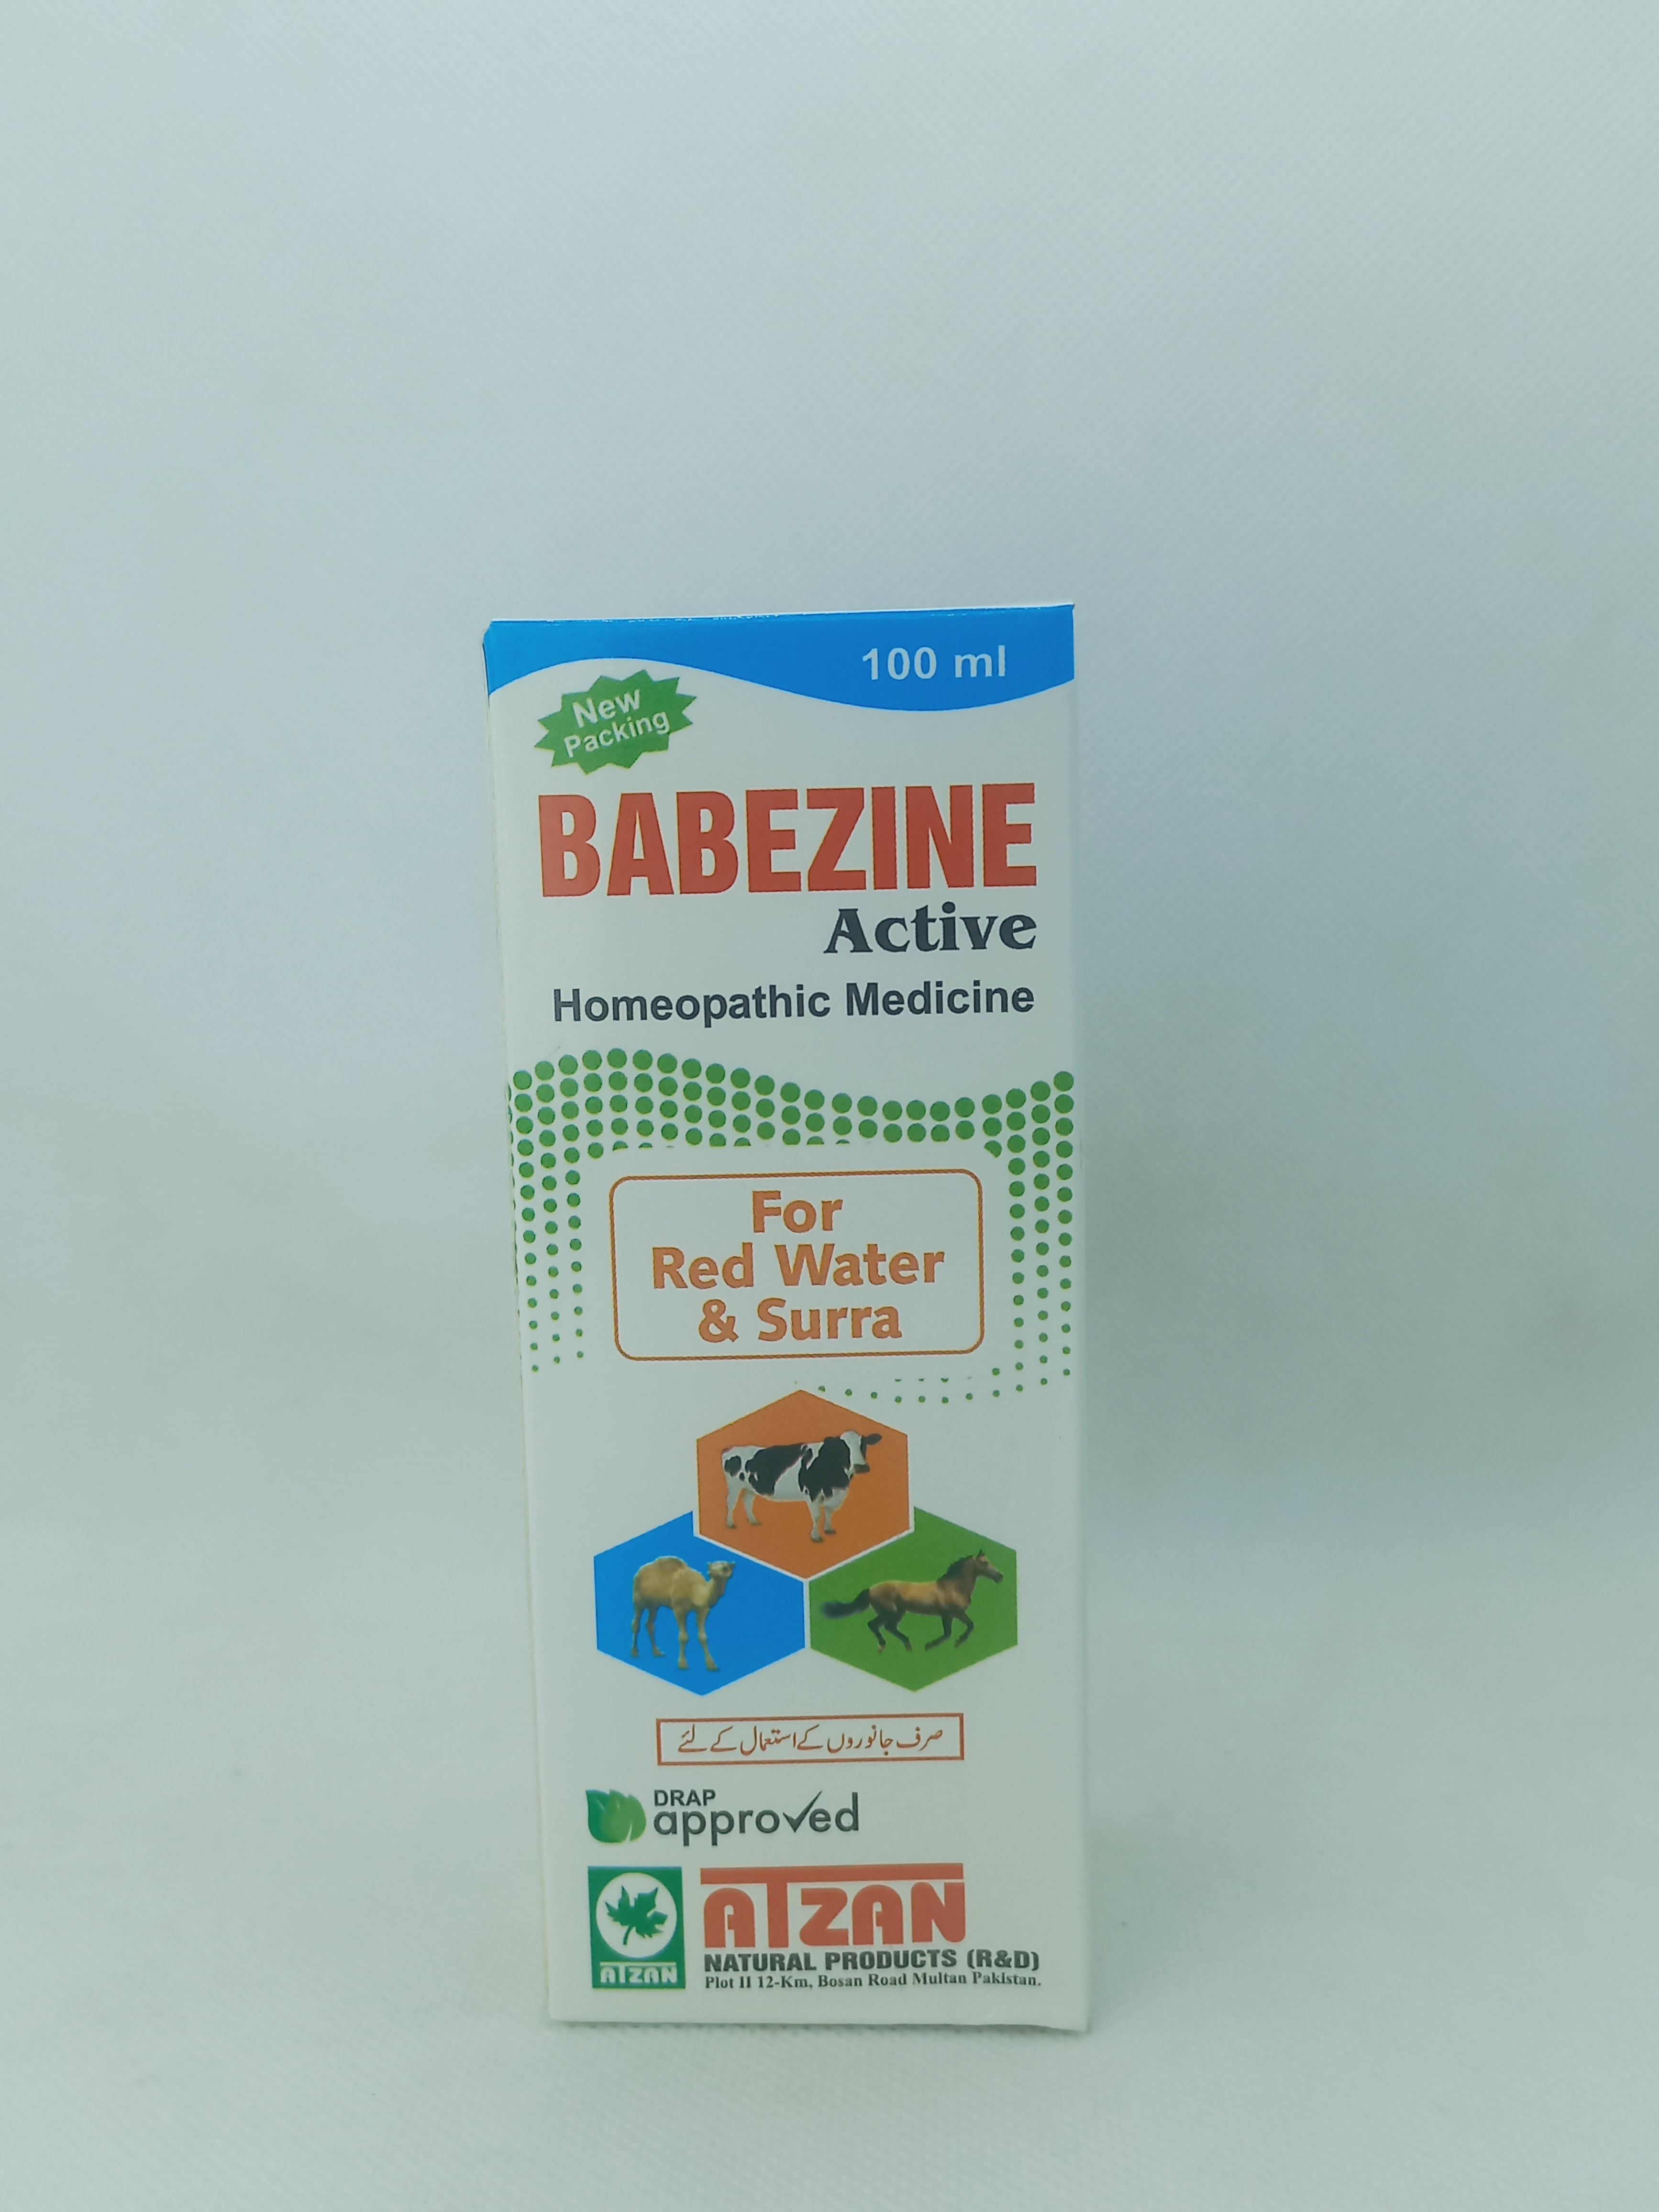 100 ml
New
Packing
BABEZINE
Active
Homeopathic Medicine
For
Red Water
& Surra
صرف جانوروں کے استعمال کے لئے
DRAP
approved
ATZAN
ATZAN
NATURAL PRODUCTS (R&D)
Plot II 12-Km, Bosan Road Multan Pakistan.